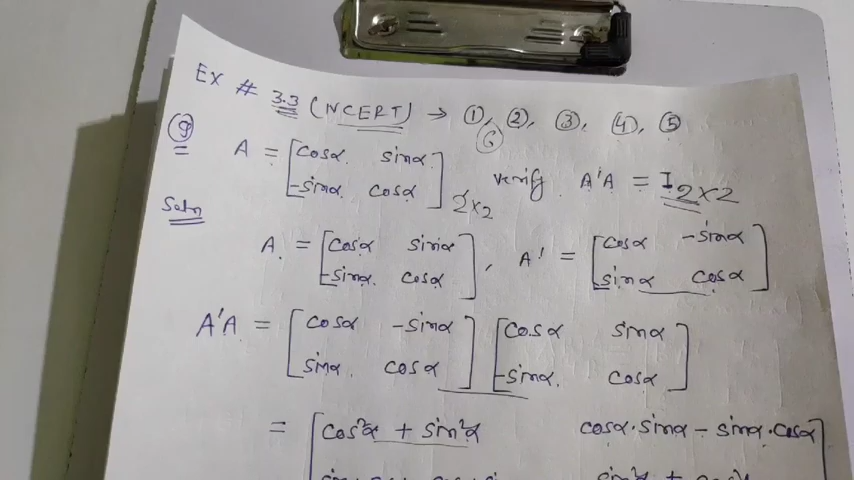 Ex # 3.3 (NCERT) → ①, ②, ③, ④, ⑤
⑥
A = [cosα sinα
-sinα cosα] 2x2 verify A'A = I 2x2
Soln
A = [cosα sinα
-sinα cosα], A' = [cosα -sinα
sinα cosα]
A'A = [cosα -sinα
sinα cosα] [cosα sinα
-sinα cosα]
= [cos²α + sin²α cosα·sinα - sinα·cosα]